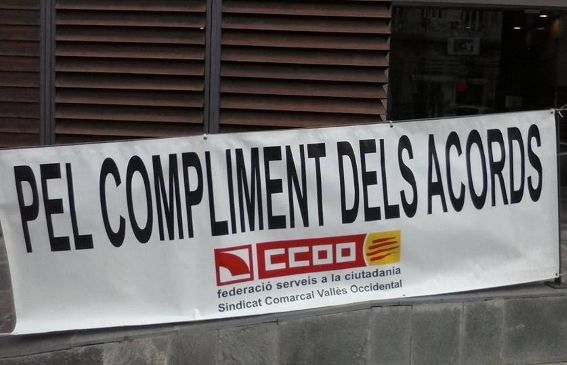 PEL COMPLIMENT DELS ACORDS
CCOO
federació serveis a la ciutadania
Sindicat Comarcal Vallès Occidental